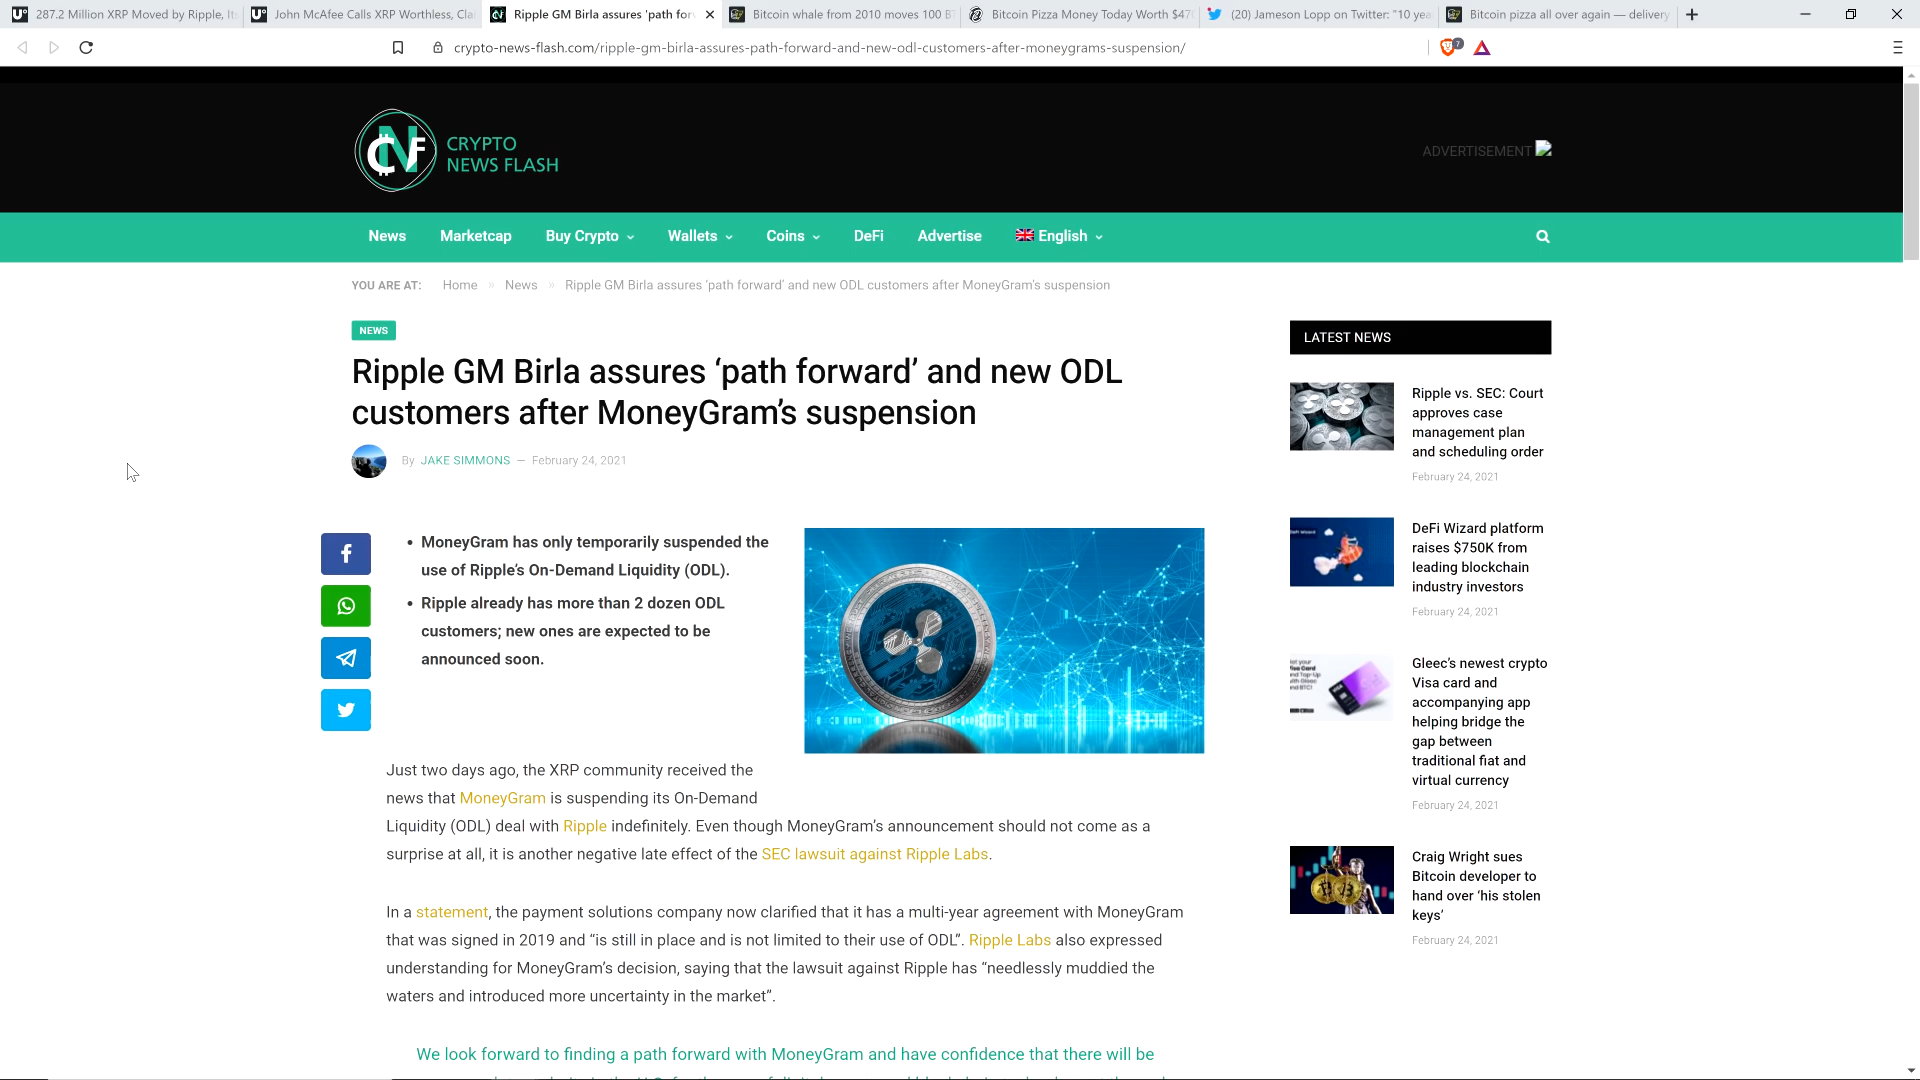 287.2 Million XRP Moved by Ripple, It
John McAfee Calls XRP Worthless, Cla
Ripple GM Birla assures 'path for
Bitcoin whale from 2010 moves 100 B
Bitcoin Pizza Money Today Worth $47
(20) Jameson Lopp on Twitter: "10 yea
Bitcoin pizza all over again — delivery
crypto-news-flash.com/ripple-gm-birla-assures-path-forward-and-new-odl-customers-after-moneygrams-suspension/
7
CNF
CRYPTO
NEWS FLASH
ADVERTISEMENT
News Marketcap Buy Crypto Wallets Coins DeFi Advertise English
YOU ARE AT: Home » News » Ripple GM Birla assures ‘path forward’ and new ODL customers after MoneyGram’s suspension
NEWS
Ripple GM Birla assures ‘path forward’ and new ODL
customers after MoneyGram’s suspension
By JAKE SIMMONS — February 24, 2021
• MoneyGram has only temporarily suspended the
use of Ripple’s On-Demand Liquidity (ODL).
• Ripple already has more than 2 dozen ODL
customers; new ones are expected to be
announced soon.
Just two days ago, the XRP community received the
news that MoneyGram is suspending its On-Demand
Liquidity (ODL) deal with Ripple indefinitely. Even though MoneyGram’s announcement should not come as a
surprise at all, it is another negative late effect of the SEC lawsuit against Ripple Labs.
In a statement, the payment solutions company now clarified that it has a multi-year agreement with MoneyGram
that was signed in 2019 and “is still in place and is not limited to their use of ODL”. Ripple Labs also expressed
understanding for MoneyGram’s decision, saying that the lawsuit against Ripple has “needlessly muddied the
waters and introduced more uncertainty in the market”.
We look forward to finding a path forward with MoneyGram and have confidence that there will be
LATEST NEWS
Ripple vs. SEC: Court
approves case
management plan
and scheduling order
February 24, 2021
DeFi Wizard platform
raises $750K from
leading blockchain
industry investors
February 24, 2021
Gleec’s newest crypto
Visa card and
accompanying app
helping bridge the
gap between
traditional fiat and
virtual currency
February 24, 2021
Craig Wright sues
Bitcoin developer to
hand over ‘his stolen
keys’
February 24, 2021